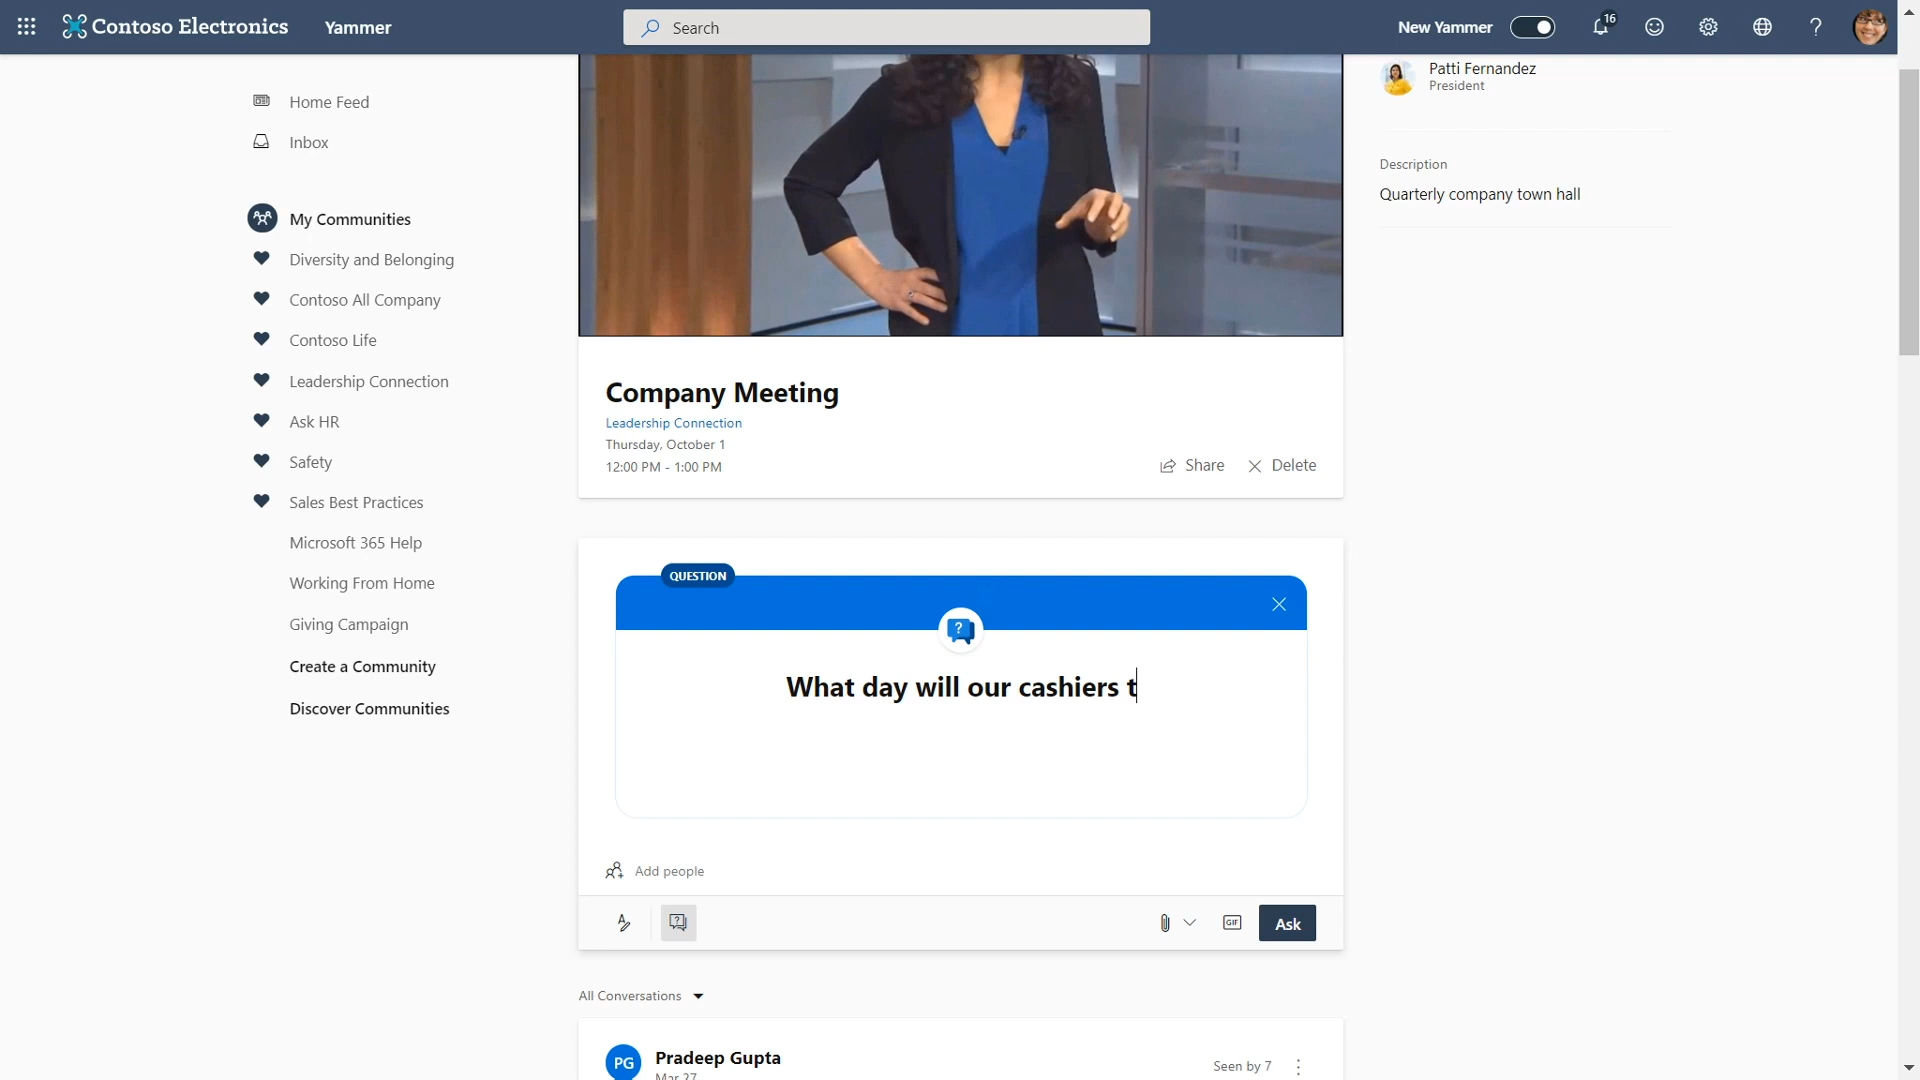 Contoso Electronics
Yammer
Search
New Yammer
16
?
Home Feed
Inbox
My Communities
Diversity and Belonging
Contoso All Company
Contoso Life
Leadership Connection
Ask HR
Safety
Sales Best Practices
Microsoft 365 Help
Working From Home
Giving Campaign
Create a Community
Discover Communities
Company Meeting
Leadership Connection
Thursday, October 1
12:00 PM - 1:00 PM
Share
Delete
QUESTION
?
What day will our cashiers t
Add people
GIF
Ask
All Conversations
PG
Pradeep Gupta
Mar 27
Seen by 7
Patti Fernandez
President
Description
Quarterly company town hall